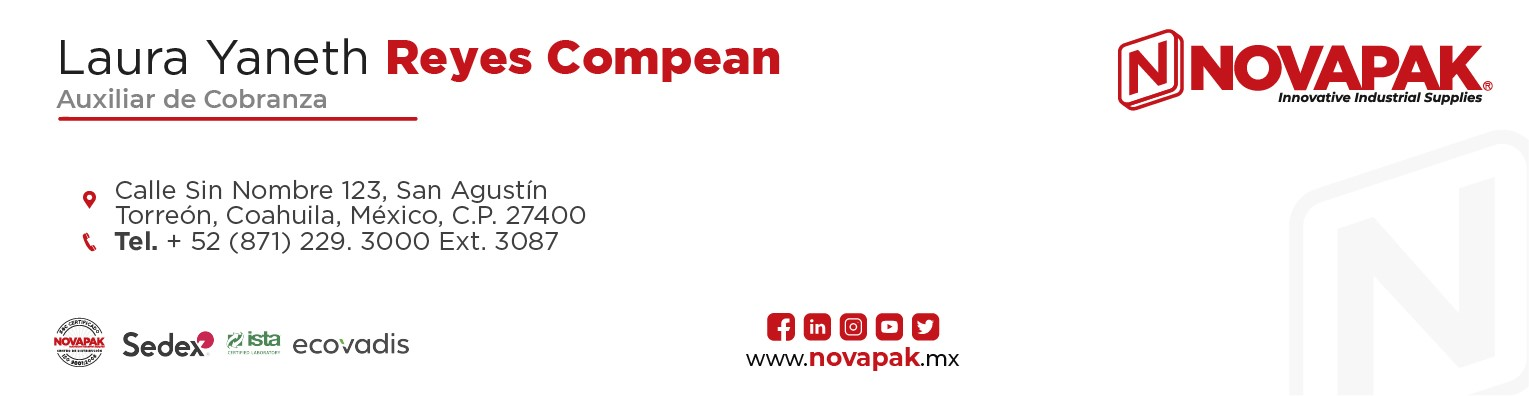 Laura Yaneth Reyes Compean
Auxiliar de Cobranza
NOVAPAK®
Innovative Industrial Supplies
Calle Sin Nombre 123, San Agustín
Torreón, Coahuila, México, C.P. 27400
Tel. + 52 (871) 229. 3000 Ext. 3087
NOVAPAK
Sedex
ista
CERTIFIED LABORATORY
ecovadis
www.novapak.mx